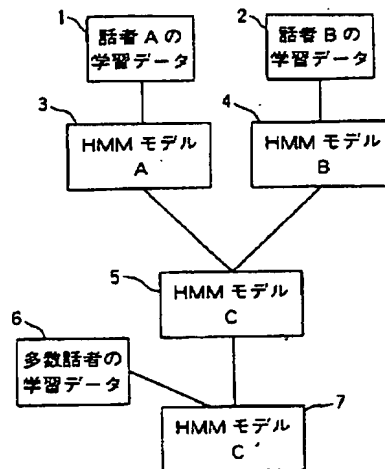 1
話者Aの
学習データ
2
話者Bの
学習データ
3
HMM モデル
A
4
HMM モデル
B
5
HMM モデル
C
6
多数話者の
学習データ
7
HMM モデル
C′